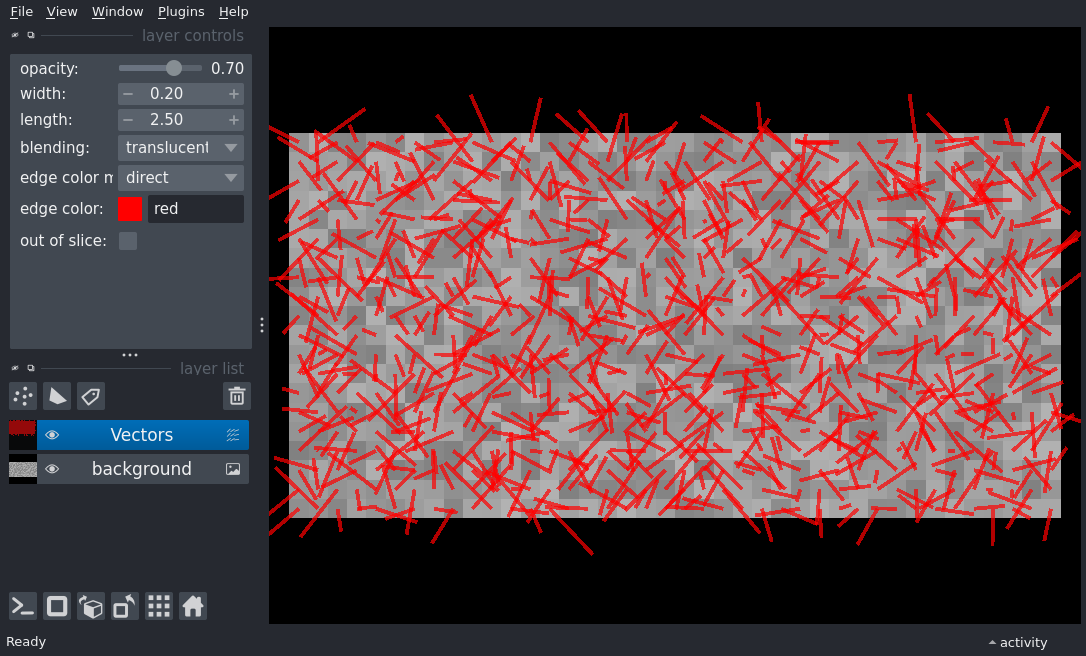 File View Window Plugins Help
layer controls
opacity: 0.70
width: − 0.20 +
length: − 2.50 +
blending: translucent
edge color m direct
edge color: red
out of slice:
layer list
Vectors
background
Ready
activity